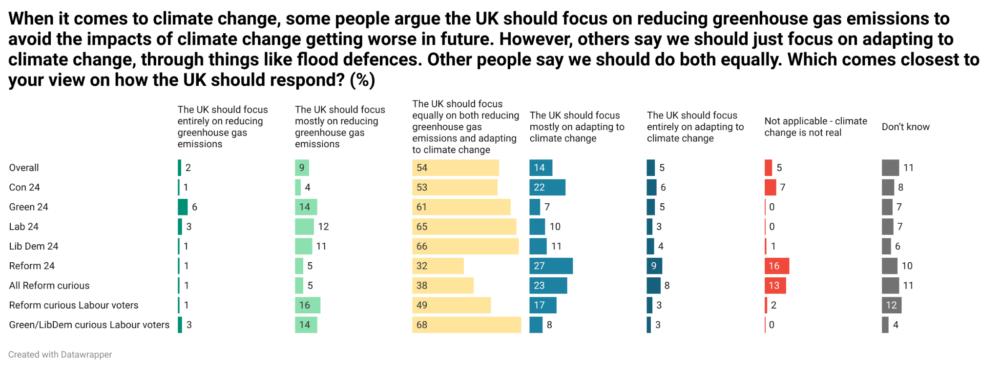 When it comes to climate change, some people argue the UK should focus on reducing greenhouse gas emissions to
avoid the impacts of climate change getting worse in future. However, others say we should just focus on adapting to
climate change, through things like flood defences. Other people say we should do both equally. Which comes closest to
your view on how the UK should respond? (%)
The UK should focus
entirely on reducing
greenhouse gas
emissions
The UK should focus
mostly on reducing
greenhouse gas
emissions
The UK should focus
equally on both reducing
greenhouse gas
emissions and adapting
to climate change
The UK should focus
mostly on adapting to
climate change
The UK should focus
entirely on adapting to
climate change
Not applicable - climate
change is not real
Don’t know
Overall 2 9 54 14 5 5 11
Con 24 1 4 53 22 6 7 8
Green 24 6 14 61 7 5 0 7
Lab 24 3 12 65 10 3 0 7
Lib Dem 24 1 11 66 11 4 1 6
Reform 24 1 5 32 27 9 16 10
All Reform curious 1 5 38 23 8 13 11
Reform curious Labour voters 1 16 49 17 3 2 12
Green/LibDem curious Labour voters 3 14 68 8 3 0 4
Created with Datawrapper